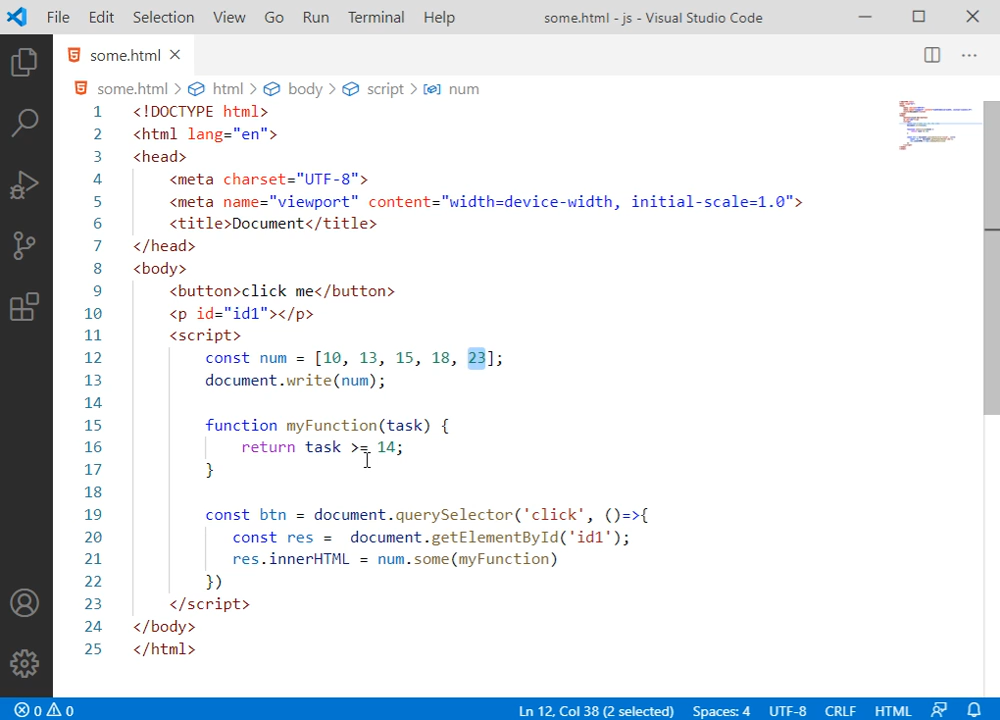 File Edit Selection View Go Run Terminal Help some.html - js - Visual Studio Code
some.html
some.html > html > body > script > num
1 <!DOCTYPE html>
2 <html lang="en">
3 <head>
4 <meta charset="UTF-8">
5 <meta name="viewport" content="width=device-width, initial-scale=1.0">
6 <title>Document</title>
7 </head>
8 <body>
9 <button>click me</button>
10 <p id="id1"></p>
11 <script>
12 const num = [10, 13, 15, 18, 23];
13 document.write(num);
14
15 function myFunction(task) {
16 return task >= 14;
17 }
18
19 const btn = document.querySelector('click', ()=>{
20 const res =  document.getElementById('id1');
21 res.innerHTML = num.some(myFunction)
22 })
23 </script>
24 </body>
25 </html>
0 0 Ln 12, Col 38 (2 selected) Spaces: 4 UTF-8 CRLF HTML